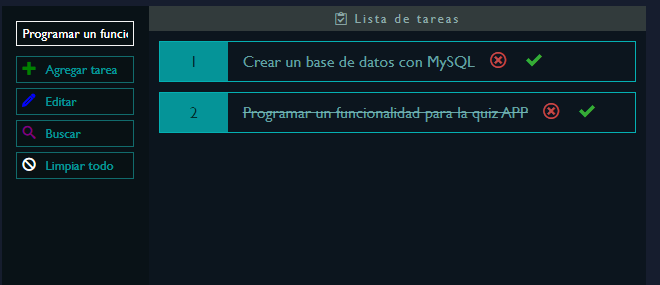 Programar un funci
Agregar tarea
Editar
Buscar
Limpiar todo
Lista de tareas
1 Crear un base de datos con MySQL
2 Programar un funcionalidad para la quiz APP